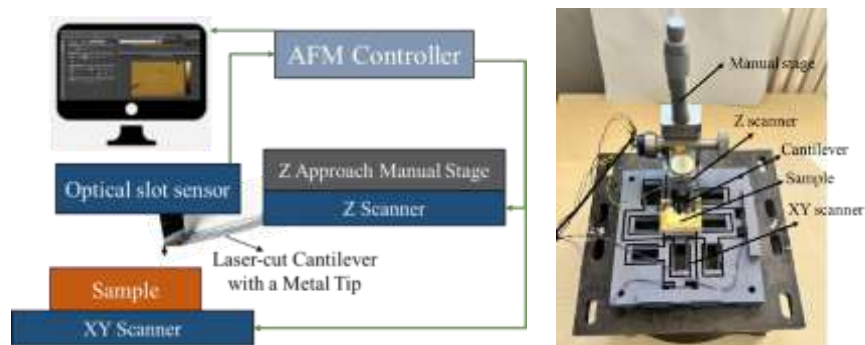 AFM Controller
Optical slot sensor
Z Approach Manual Stage
Z Scanner
Laser-cut Cantilever
with a Metal Tip
Sample
XY Scanner
Manual stage
Z scanner
Cantilever
Sample
XY scanner